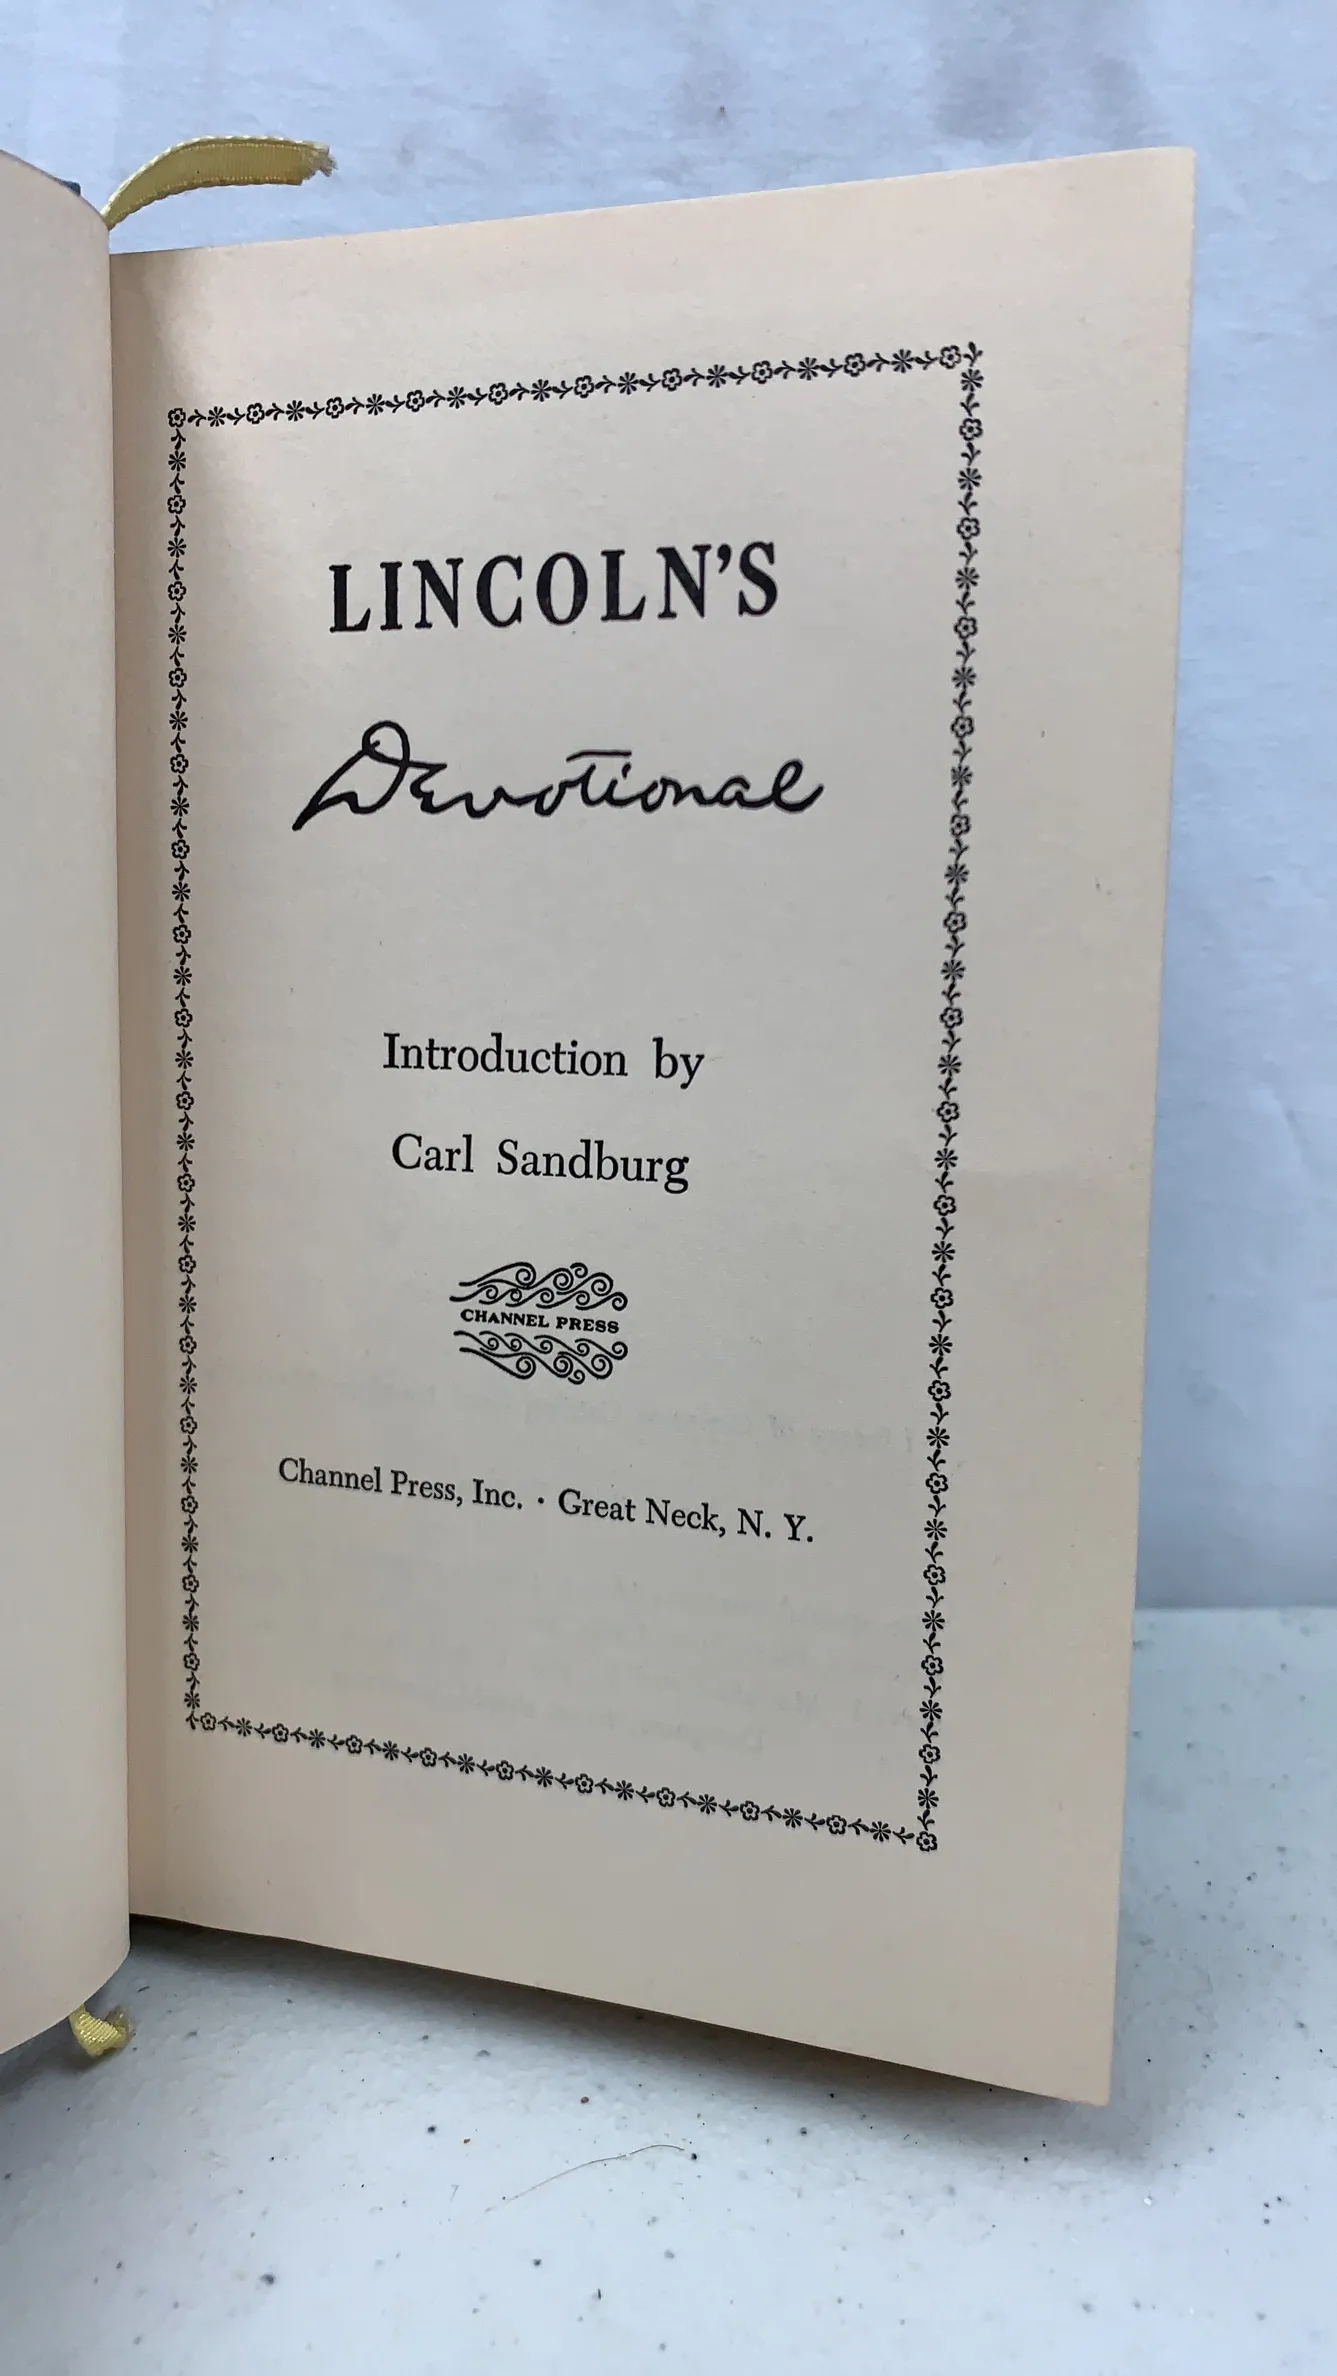 LINCOLN'S
Devotional
Introduction by
Carl Sandburg
CHANNEL PRESS
Channel Press, Inc. · Great Neck, N. Y.